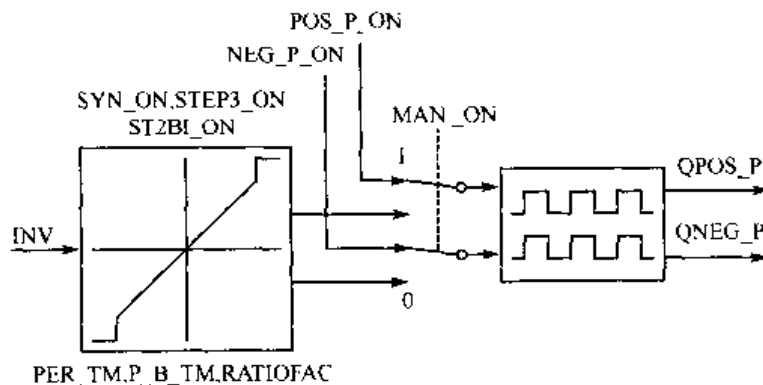 POS_P_ON
NEG_P_ON
SYN_ON,STEP3_ON
ST2BI_ON
MAN_ON
1
QPOS_P
INV
QNEG_P
0
PER_TM,P_B_TM,RATIOFAC